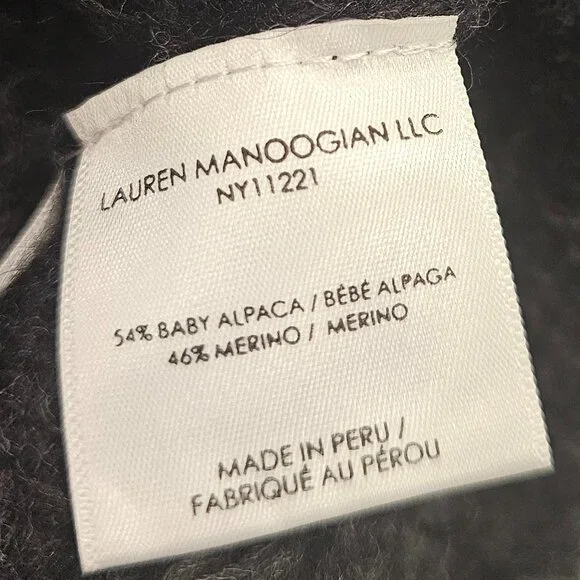 LAUREN MANOOGIAN LLC
NY11221
54% BABY ALPACA / BÉBÉ ALPAGA
46% MERINO / MERINO
MADE IN PERU /
FABRIQUÉ AU PÉROU